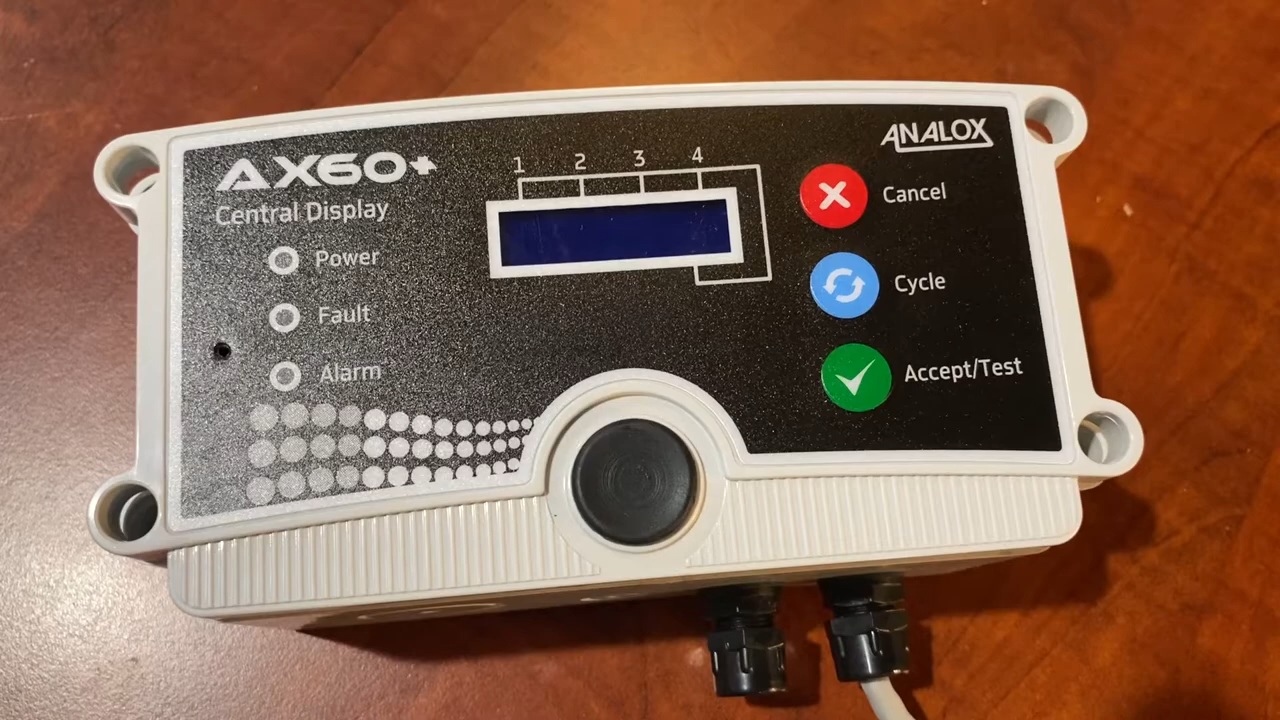 AX60+
Central Display
Power
Fault
Alarm
1 2 3 4
ANALOX
Cancel
Cycle
Accept/Test